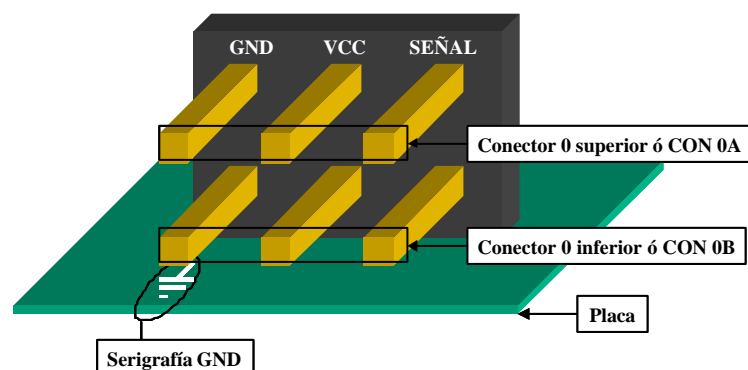 GND VCC SEÑAL
Conector 0 superior ó CON 0A
Conector 0 inferior ó CON 0B
Placa
Serigrafía GND